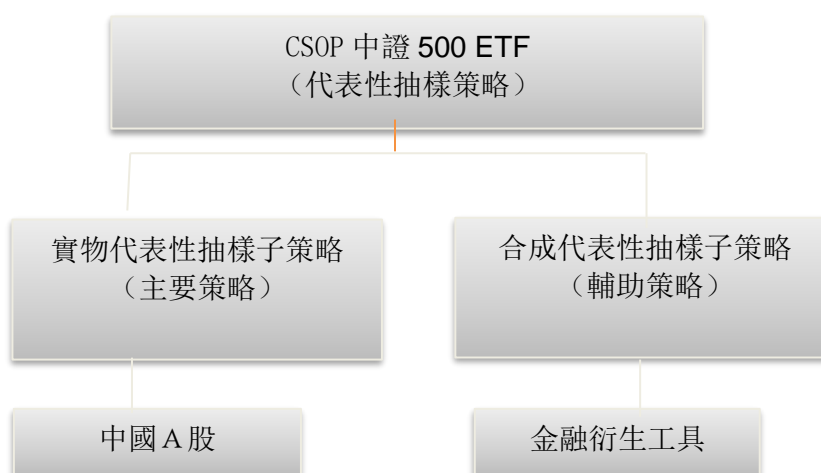 CSOP 中證 500 ETF
（代表性抽樣策略）
實物代表性抽樣子策略
（主要策略）
合成代表性抽樣子策略
（輔助策略）
中國A股
金融衍生工具